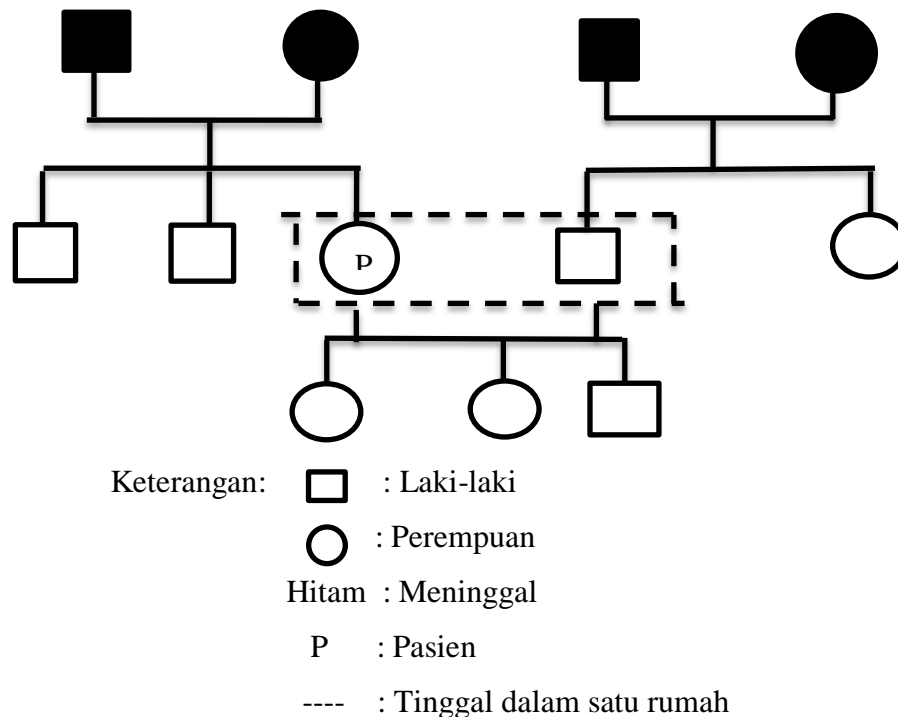 P
Keterangan: : Laki-laki
: Perempuan
Hitam : Meninggal
P : Pasien
---- : Tinggal dalam satu rumah